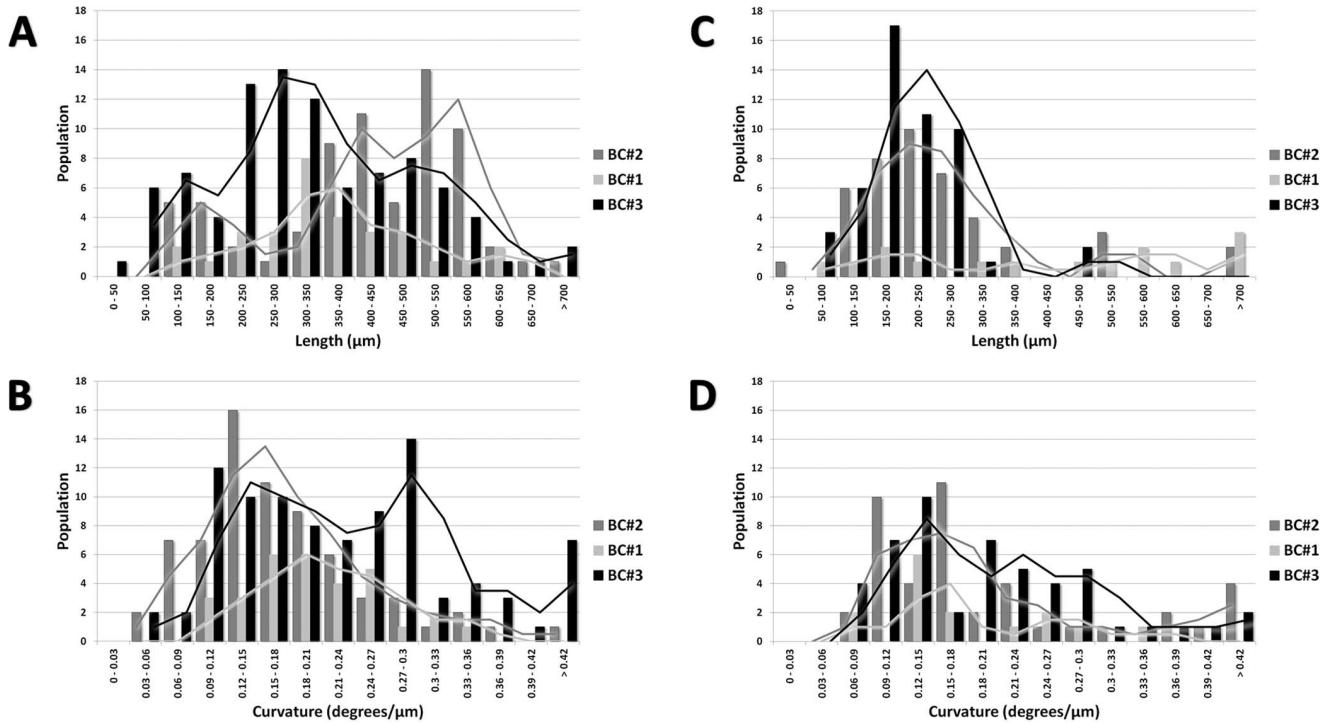 A
18
16
14
12
10
8
6
4
2
0
Population
0 - 50
50 - 100
100 - 150
150 - 200
200 - 250
250 - 300
300 - 350
350 - 400
400 - 450
450 - 500
500 - 550
550 - 600
600 - 650
650 - 700
> 700
Length (µm)
BC#2
BC#1
BC#3
C
18
16
14
12
10
8
6
4
2
0
Population
0 - 50
50 - 100
100 - 150
150 - 200
200 - 250
250 - 300
300 - 350
350 - 400
400 - 450
450 - 500
500 - 550
550 - 600
600 - 650
650 - 700
> 700
Length (µm)
BC#2
BC#1
BC#3
B
18
16
14
12
10
8
6
4
2
0
Population
0 - 0.03
0.03 - 0.06
0.06 - 0.09
0.09 - 0.12
0.12 - 0.15
0.15 - 0.18
0.18 - 0.21
0.21 - 0.24
0.24 - 0.27
0.27 - 0.3
0.3 - 0.33
0.33 - 0.36
0.36 - 0.39
0.39 - 0.42
> 0.42
Curvature (degrees/µm)
BC#2
BC#1
BC#3
D
18
16
14
12
10
8
6
4
2
0
Population
0 - 0.03
0.03 - 0.06
0.06 - 0.09
0.09 - 0.12
0.12 - 0.15
0.15 - 0.18
0.18 - 0.21
0.21 - 0.24
0.24 - 0.27
0.27 - 0.3
0.3 - 0.33
0.33 - 0.36
0.36 - 0.39
0.39 - 0.42
> 0.42
Curvature (degrees/µm)
BC#2
BC#1
BC#3